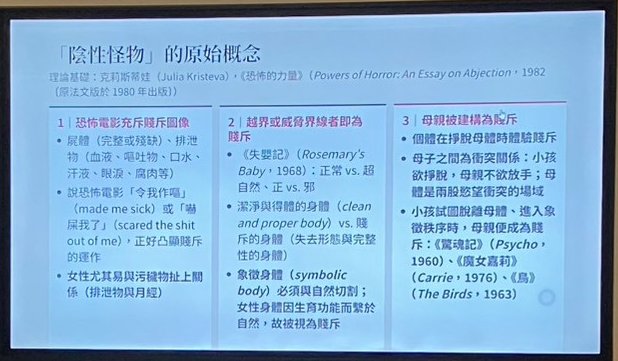 「陰性怪物」的原始概念
理論基礎：克莉斯蒂娃（Julia Kristeva），《恐怖的力量》（Powers of Horror: An Essay on Abjection，1982
（原法文版於 1980 年出版））
1｜恐怖電影充斥賤斥圖像
屍體（完整或殘缺）、排泄
物（血液、嘔吐物、口水、
汗液、眼淚、腐肉等）
• 說恐怖電影「令我作嘔」
（made me sick）或「嚇
屎我了」（scared the shit
out of me），正好凸顯賤斥
的運作
• 女性尤其易與污穢物扯上關
係（排泄物與月經）
2｜越界或威脅界線者即為
賤斥
• 《失嬰記》（Rosemary's
Baby，1968）：正常 vs. 超
自然、正 vs. 邪
• 潔淨與得體的身體（clean
and proper body）vs. 賤
斥的身體（失去形態與完整
性的身體）
• 象徵身體（symbolic
body）必須與自然切割；
女性身體因生育功能而繫於
自然，故被視為賤斥
3｜母親被建構為賤斥
• 個體在掙脫母體時體驗賤斥
• 母子之間為衝突關係：小孩
欲掙脫，母親不欲放手；母
體是兩股慾望衝突的場域
• 小孩試圖脫離母體、進入象
徵秩序時，母親便成為賤
斥：《驚魂記》（Psycho，
1960）、《魔女嘉莉》
（Carrie，1976）、《鳥》
（The Birds，1963）